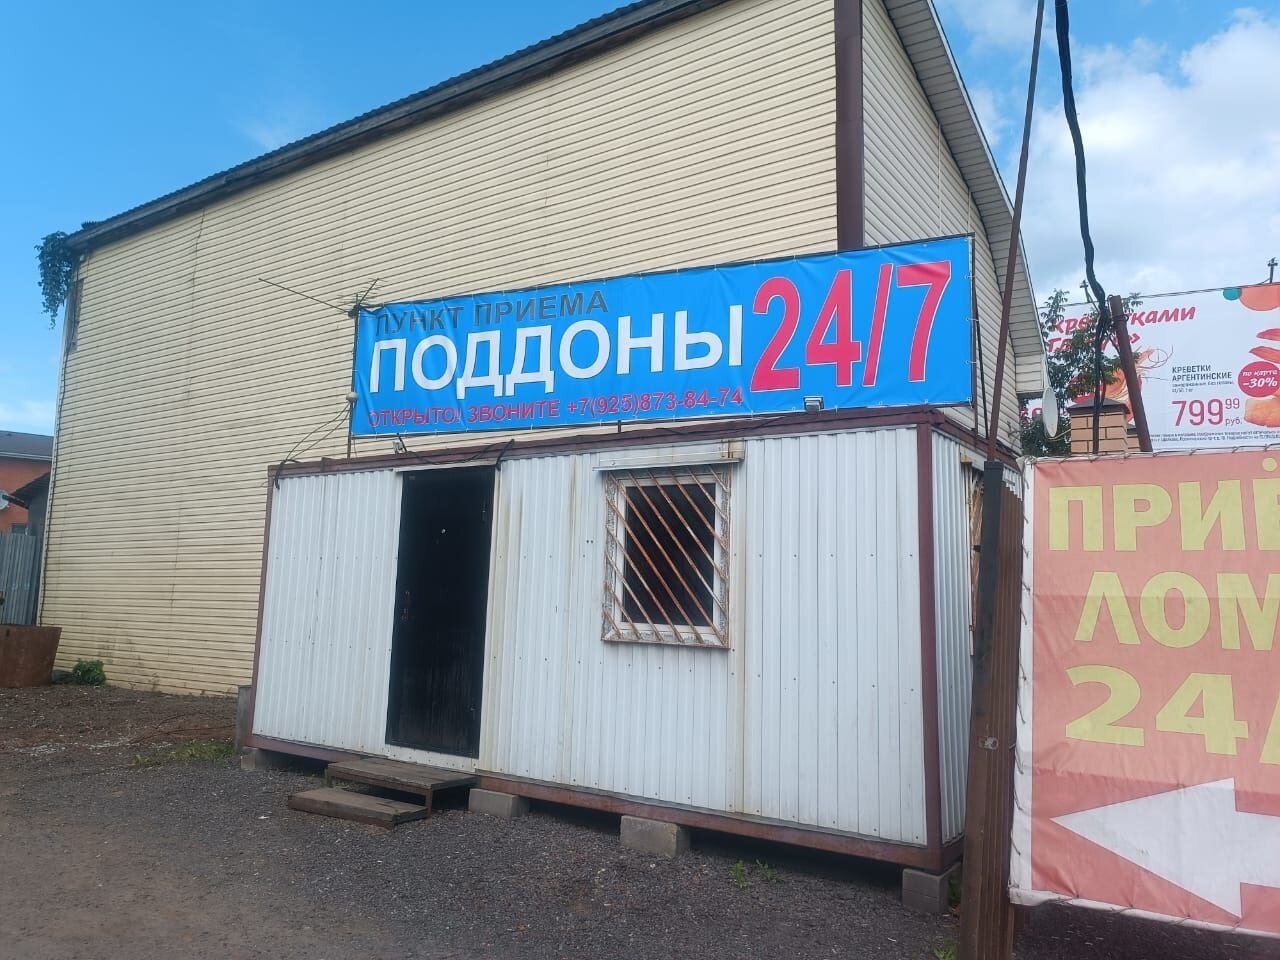 ПУНКТ ПРИЕМА
ПОДДОНЫ 24/7
ОТКРЫТО! ЗВОНИТЕ +7(925)873-84-74
КРЕВЕТКИ
АРГЕНТИНСКИЕ
по карте
-30%
799 99
руб.
ПРИЁ
ЛОМ
24/